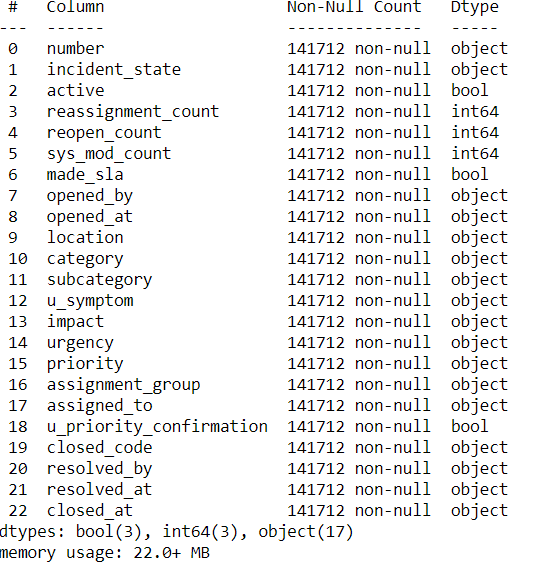 #   Column                   Non-Null Count   Dtype
---  ------                   --------------   -----
0   number                   141712 non-null  object
1   incident_state           141712 non-null  object
2   active                   141712 non-null  bool
3   reassignment_count       141712 non-null  int64
4   reopen_count             141712 non-null  int64
5   sys_mod_count            141712 non-null  int64
6   made_sla                 141712 non-null  bool
7   opened_by                141712 non-null  object
8   opened_at                141712 non-null  object
9   location                 141712 non-null  object
10  category                 141712 non-null  object
11  subcategory              141712 non-null  object
12  u_symptom                141712 non-null  object
13  impact                   141712 non-null  object
14  urgency                  141712 non-null  object
15  priority                 141712 non-null  object
16  assignment_group         141712 non-null  object
17  assigned_to              141712 non-null  object
18  u_priority_confirmation  141712 non-null  bool
19  closed_code              141712 non-null  object
20  resolved_by              141712 non-null  object
21  resolved_at              141712 non-null  object
22  closed_at                141712 non-null  object
dtypes: bool(3), int64(3), object(17)
memory usage: 22.0+ MB